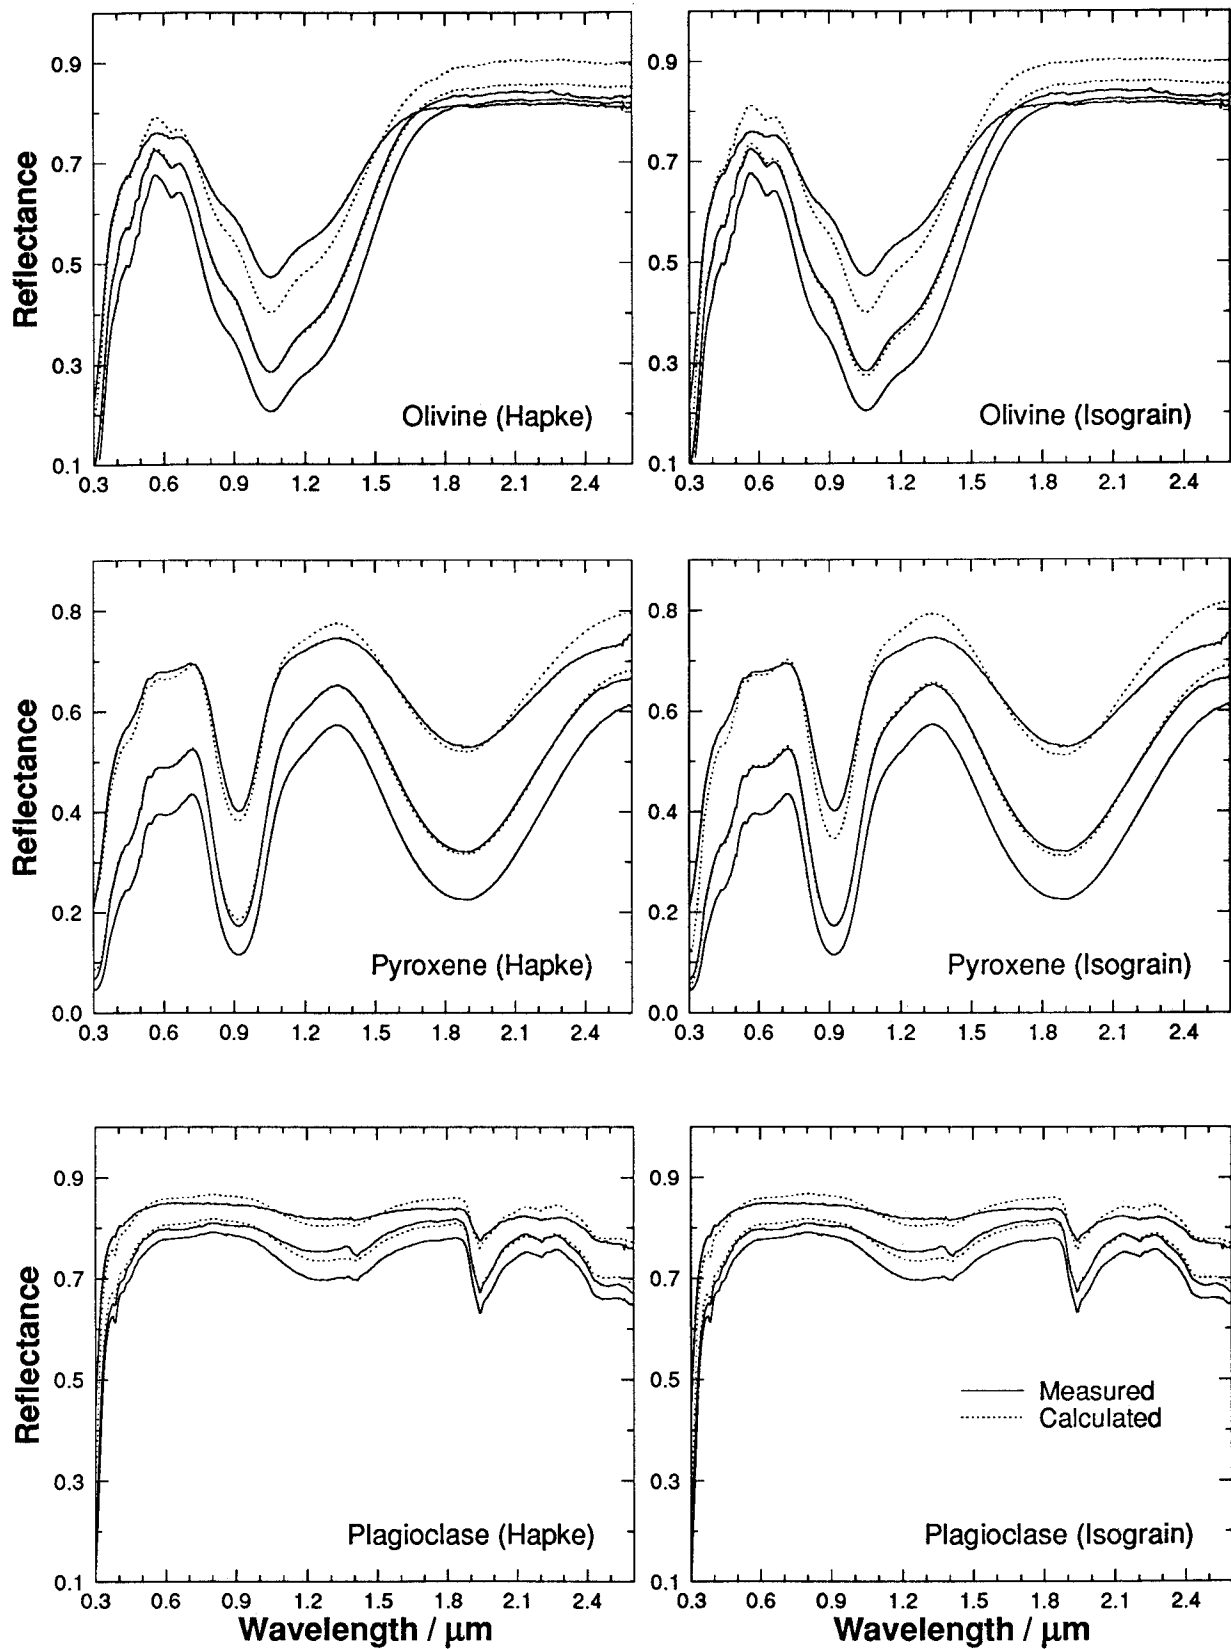 0.9
0.7
0.5
0.3
0.1
Reflectance
Olivine (Hapke)
0.3 0.6 0.9 1.2 1.5 1.8 2.1 2.4
0.9
0.7
0.5
0.3
0.1
Olivine (Isograin)
0.3 0.6 0.9 1.2 1.5 1.8 2.1 2.4
0.8
0.6
0.4
0.2
0.0
Reflectance
Pyroxene (Hapke)
0.3 0.6 0.9 1.2 1.5 1.8 2.1 2.4
0.8
0.6
0.4
0.2
0.0
Pyroxene (Isograin)
0.3 0.6 0.9 1.2 1.5 1.8 2.1 2.4
0.9
0.7
0.5
0.3
0.1
Reflectance
Plagioclase (Hapke)
0.3 0.6 0.9 1.2 1.5 1.8 2.1 2.4
Wavelength / μm
0.9
0.7
0.5
0.3
0.1
Measured
Calculated
Plagioclase (Isograin)
0.3 0.6 0.9 1.2 1.5 1.8 2.1 2.4
Wavelength / μm